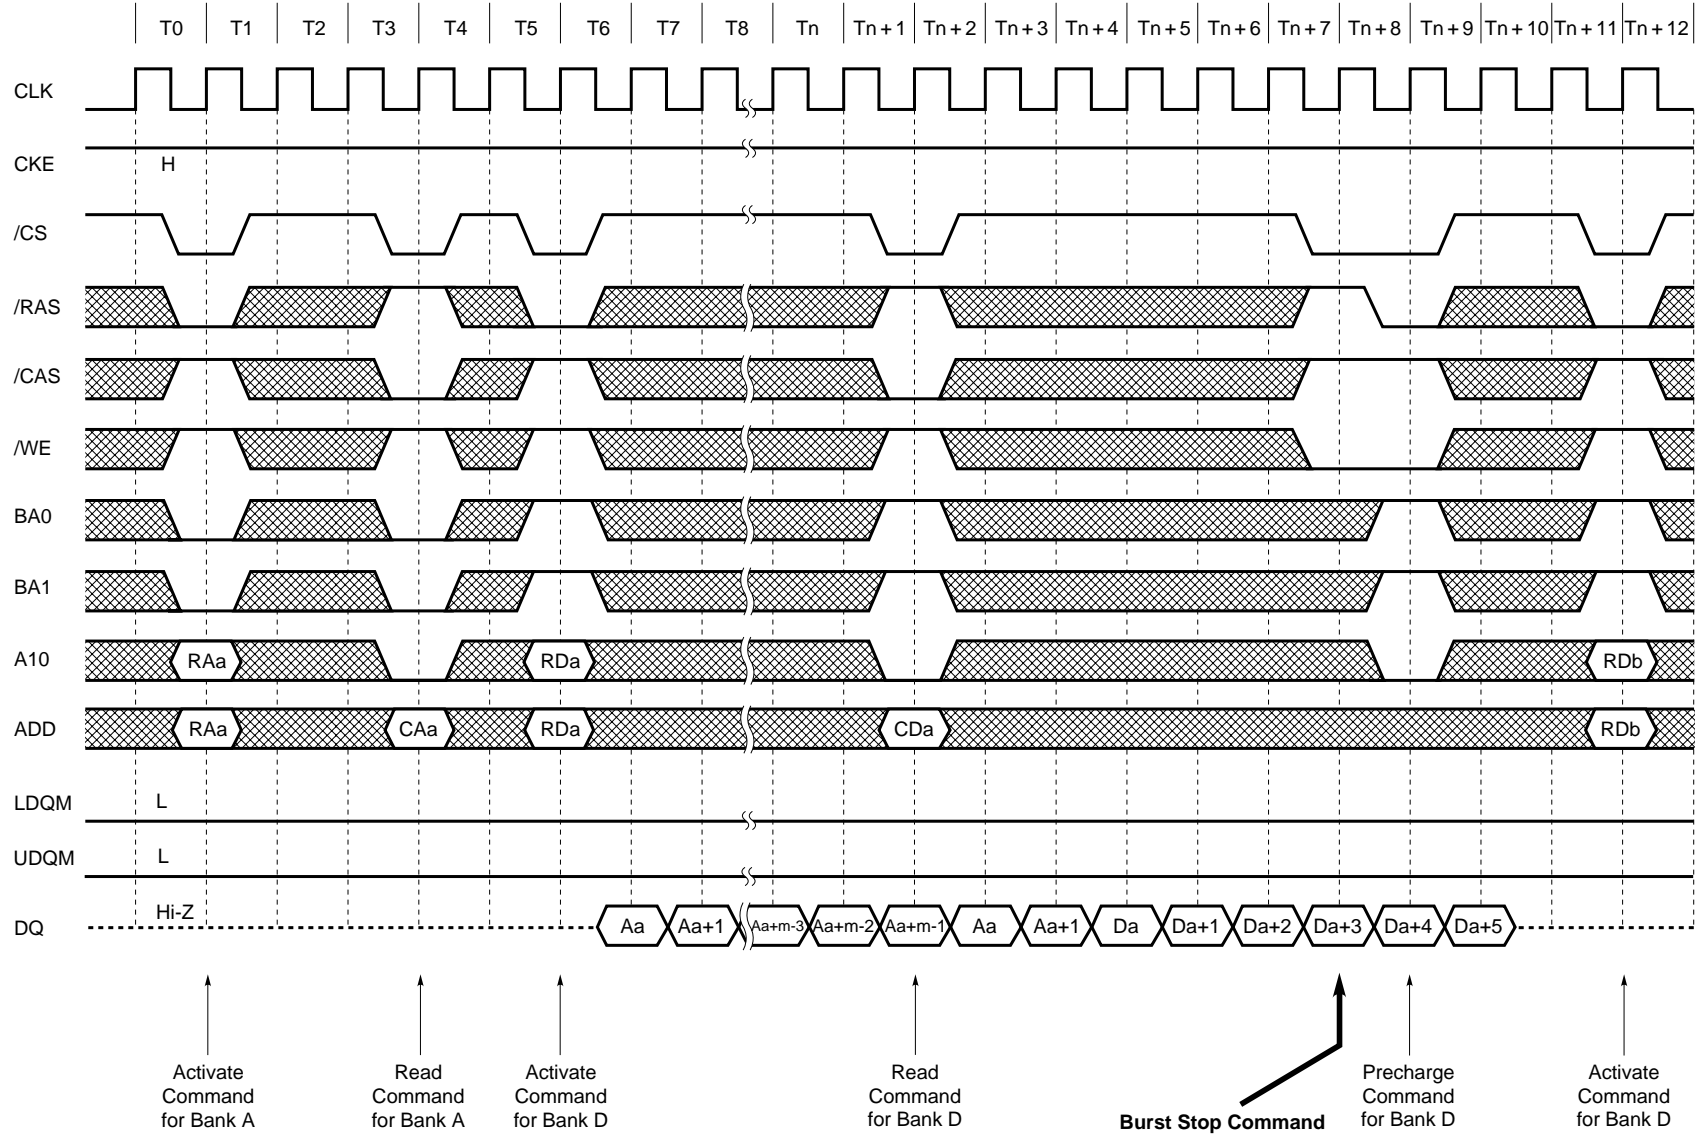 T0 T1 T2 T3 T4 T5 T6 T7 T8 Tn Tn + 1 Tn + 2 Tn + 3 Tn + 4 Tn + 5 Tn + 6 Tn + 7 Tn + 8 Tn + 9 Tn + 10 Tn + 11 Tn + 12
CLK
CKE H
/CS
/RAS
/CAS
/WE
BA0
BA1
A10 RAa RDa RDb
ADD RAa CAa RDa CDa RDb
LDQM L
UDQM L
DQ Hi-Z Aa Aa+1 Aa+m-3 Aa+m-2 Aa+m-1 Aa Aa+1 Da Da+1 Da+2 Da+3 Da+4 Da+5
Activate
Command
for Bank A
Read
Command
for Bank A
Activate
Command
for Bank D
Read
Command
for Bank D
Burst Stop Command
Precharge
Command
for Bank D
Activate
Command
for Bank D